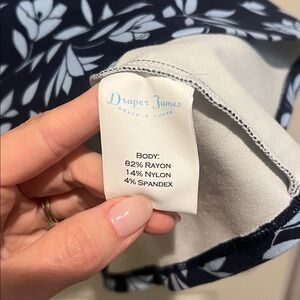 Draper James
GRACE & CHARM
BODY:
82% RAYON
14% NYLON
4% SPANDEX